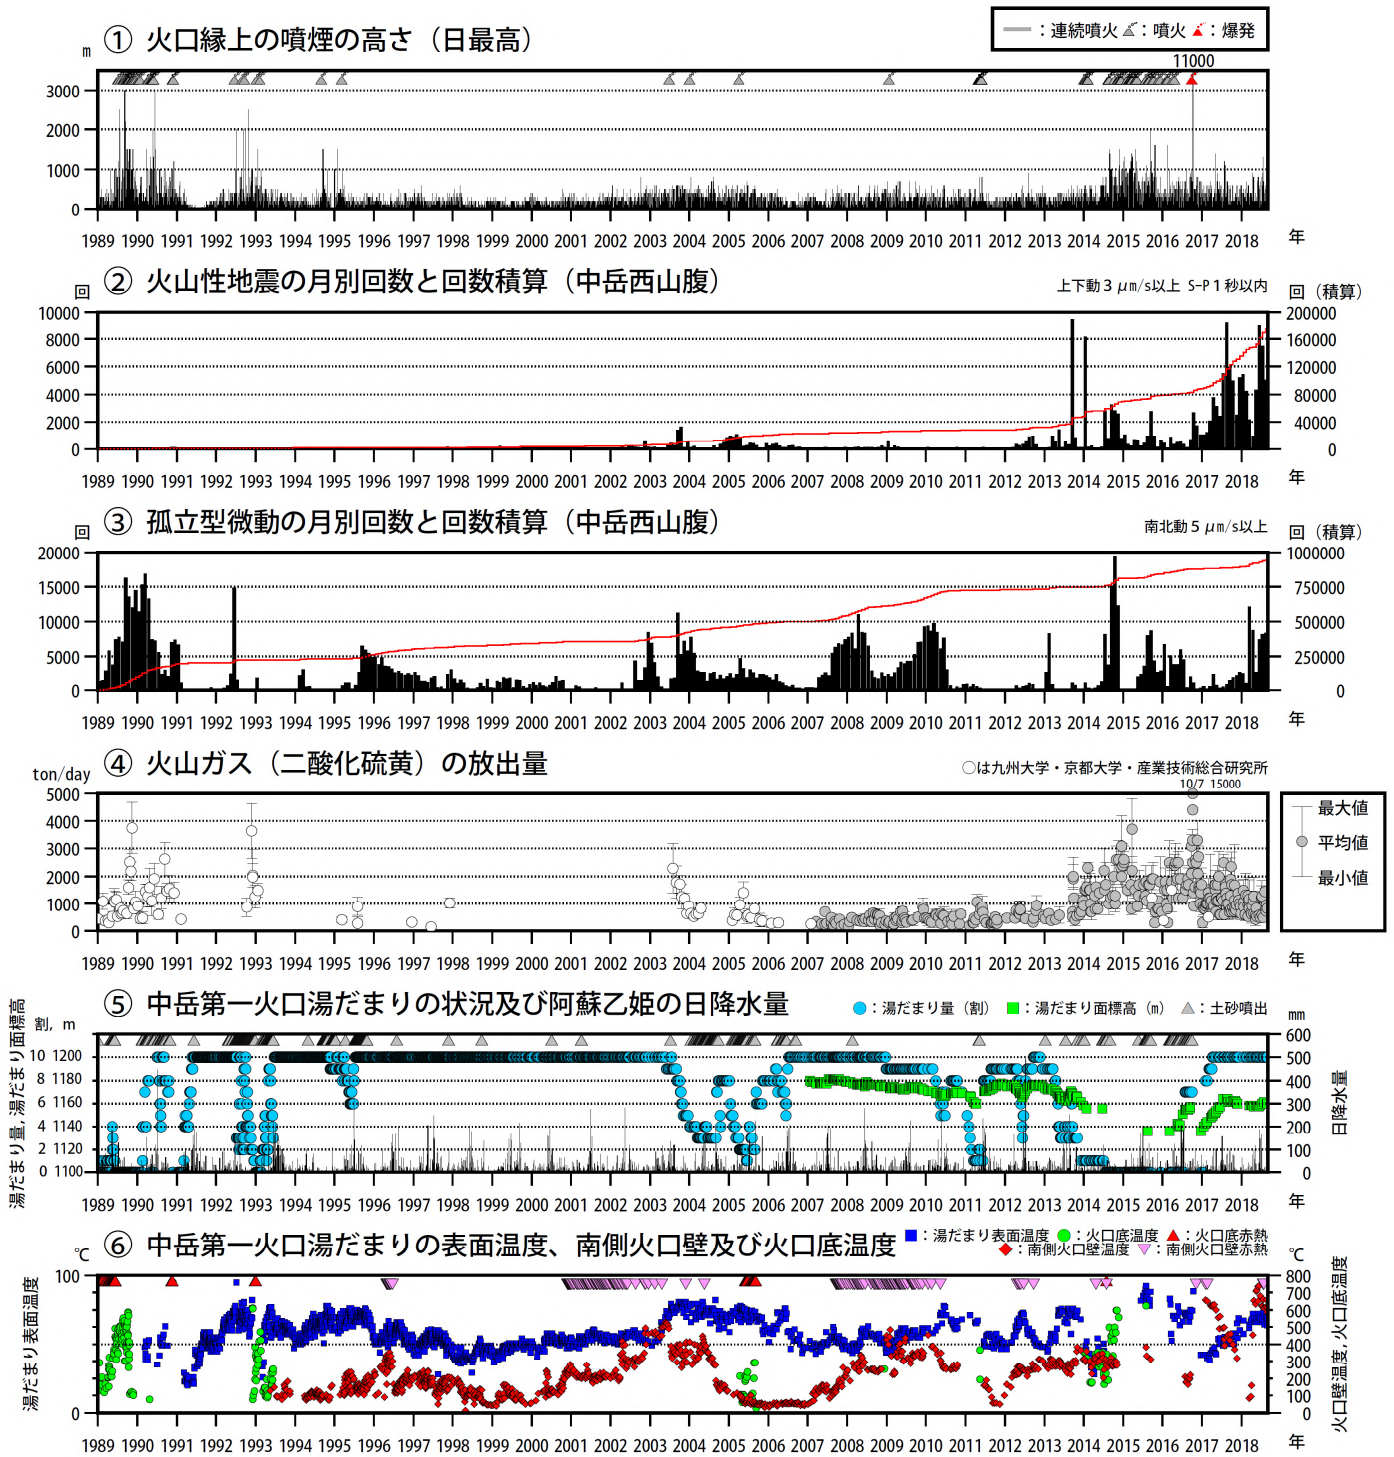 ① 火口縁上の噴煙の高さ（日最高）
：連続噴火 ：噴火 ：爆発
m
11000
3000
2000
1000
0
1989 1990 1991 1992 1993 1994 1995 1996 1997 1998 1999 2000 2001 2002 2003 2004 2005 2006 2007 2008 2009 2010 2011 2012 2013 2014 2015 2016 2017 2018 年
② 火山性地震の月別回数と回数積算（中岳西山腹）
上下動３μm/s以上 S-P１秒以内
回 回（積算）
10000 200000
8000 160000
6000 120000
4000 80000
2000 40000
0 0
1989 1990 1991 1992 1993 1994 1995 1996 1997 1998 1999 2000 2001 2002 2003 2004 2005 2006 2007 2008 2009 2010 2011 2012 2013 2014 2015 2016 2017 2018 年
③ 孤立型微動の月別回数と回数積算（中岳西山腹）
南北動５μm/s以上
回 回（積算）
20000 1000000
15000 750000
10000 500000
5000 250000
0 0
1989 1990 1991 1992 1993 1994 1995 1996 1997 1998 1999 2000 2001 2002 2003 2004 2005 2006 2007 2008 2009 2010 2011 2012 2013 2014 2015 2016 2017 2018 年
④ 火山ガス（二酸化硫黄）の放出量
○は九州大学・京都大学・産業技術総合研究所
ton/day
10/7 15000
5000
4000
3000
2000
1000
0
最大値
平均値
最小値
1989 1990 1991 1992 1993 1994 1995 1996 1997 1998 1999 2000 2001 2002 2003 2004 2005 2006 2007 2008 2009 2010 2011 2012 2013 2014 2015 2016 2017 2018 年
⑤ 中岳第一火口湯だまりの状況及び阿蘇乙姫の日降水量
：湯だまり量（割） ：湯だまり面標高（m） ：土砂噴出
湯だまり量，湯だまり面標高
割，m
mm
日降水量
600
10 1200 500
8 1180 400
6 1160 300
4 1140 200
2 1120 100
0 1100 0
1989 1990 1991 1992 1993 1994 1995 1996 1997 1998 1999 2000 2001 2002 2003 2004 2005 2006 2007 2008 2009 2010 2011 2012 2013 2014 2015 2016 2017 2018 年
⑥ 中岳第一火口湯だまりの表面温度、南側火口壁及び火口底温度
：湯だまり表面温度 ：火口底温度 ：火口底赤熱
：南側火口壁温度 ：南側火口壁赤熱
℃ ℃
湯だまり表面温度
火口壁温度，火口底温度
100 800
700
600
500
400
300
200
100
0 0
1989 1990 1991 1992 1993 1994 1995 1996 1997 1998 1999 2000 2001 2002 2003 2004 2005 2006 2007 2008 2009 2010 2011 2012 2013 2014 2015 2016 2017 2018 年